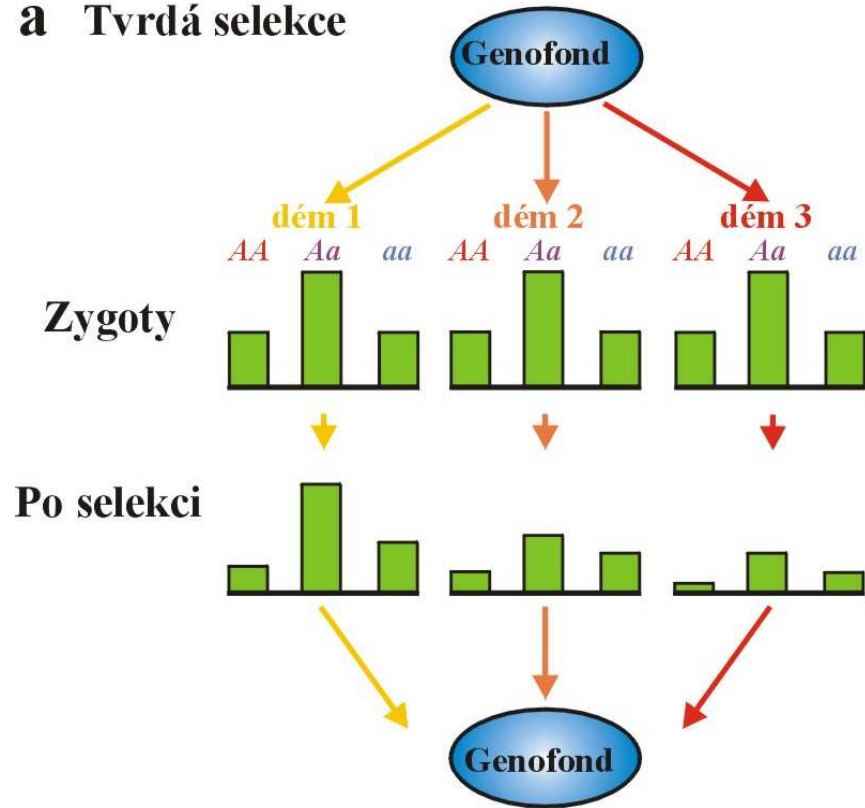 a Tvrdá selekce
Genofond
dém 1 dém 2 dém 3
AA Aa aa AA Aa aa AA Aa aa
Zygoty
Po selekci
Genofond